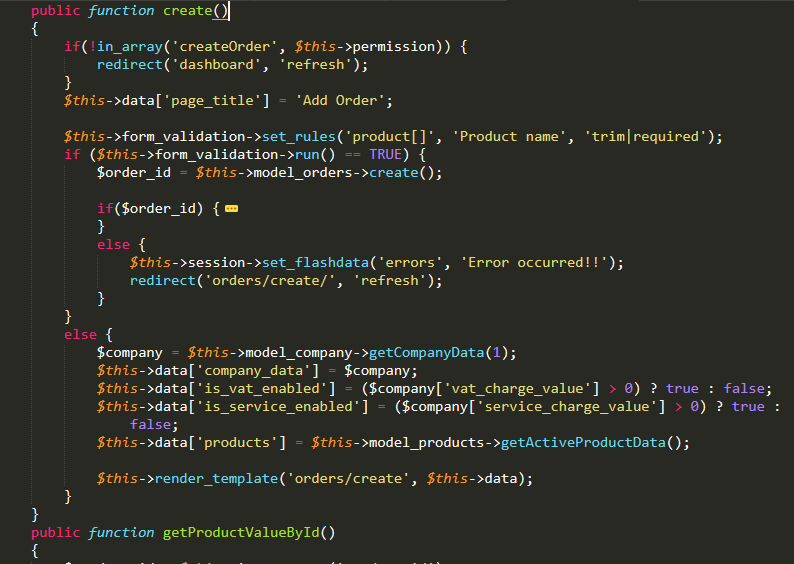 public function create()
{
if(!in_array('createOrder', $this->permission)) {
redirect('dashboard', 'refresh');
}
$this->data['page_title'] = 'Add Order';
$this->form_validation->set_rules('product[]', 'Product name', 'trim|required');
if ($this->form_validation->run() == TRUE) {
$order_id = $this->model_orders->create();
if($order_id) {
}
else {
$this->session->set_flashdata('errors', 'Error occurred!!');
redirect('orders/create/', 'refresh');
}
}
else {
$company = $this->model_company->getCompanyData(1);
$this->data['company_data'] = $company;
$this->data['is_vat_enabled'] = ($company['vat_charge_value'] > 0) ? true : false;
$this->data['is_service_enabled'] = ($company['service_charge_value'] > 0) ? true :
false;
$this->data['products'] = $this->model_products->getActiveProductData();
$this->render_template('orders/create', $this->data);
}
}
public function getProductValueById()
{